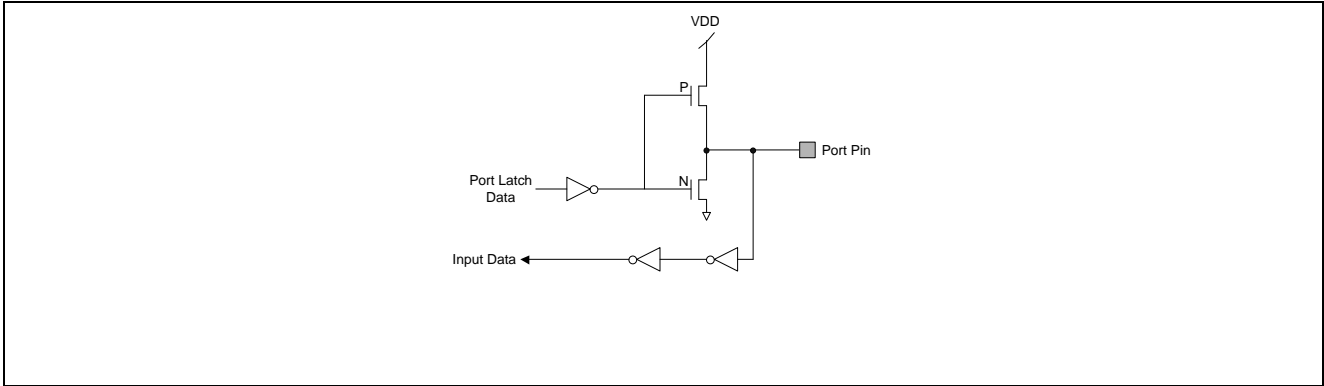 VDD
P
Port Pin
N
Port Latch
Data
Input Data